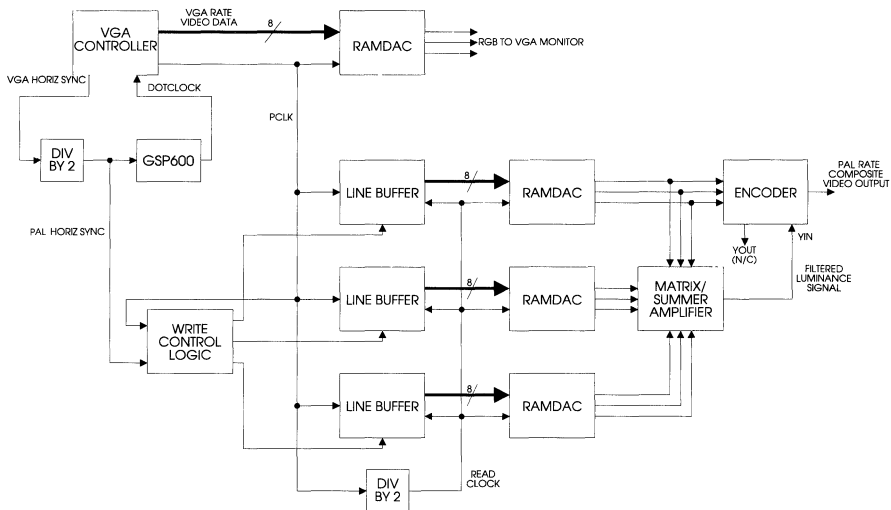 VGA RATE
VIDEO DATA
8
VGA
CONTROLLER
RAMDAC
RGB TO VGA MONITOR
VGA HORIZ SYNC
DOTCLOCK
PCLK
DIV
BY 2
GSP600
LINE BUFFER
8
RAMDAC
ENCODER
PAL RATE
COMPOSITE
VIDEO OUTPUT
PAL HORIZ SYNC
YOUT
(N/C)
YIN
FILTERED
LUMINANCE
SIGNAL
LINE BUFFER
8
RAMDAC
MATRIX/
SUMMER
AMPLIFIER
WRITE
CONTROL
LOGIC
LINE BUFFER
8
RAMDAC
DIV
BY 2
READ
CLOCK